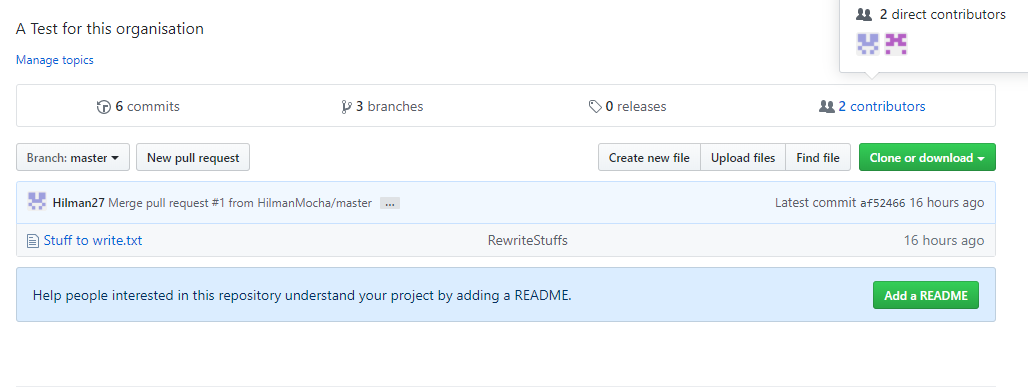 2 direct contributors
A Test for this organisation
Manage topics
6 commits 3 branches 0 releases 2 contributors
Branch: master New pull request Create new file Upload files Find file Clone or download
Hilman27 Merge pull request #1 from HilmanMocha/master ... Latest commit af52466 16 hours ago
Stuff to write.txt RewriteStuffs 16 hours ago
Help people interested in this repository understand your project by adding a README. Add a README